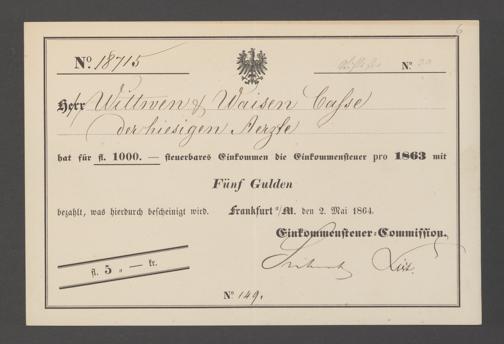 6
No. 18715
No.
Herr Wittwen & Waisen Casse
der hiesigen Aerzte
hat für fl. 1000. — steuerbares Einkommen die Einkommensteuer pro 1863 mit
Fünf Gulden
bezahlt, was hierdurch bescheinigt wird. Frankfurt a/M. den 2. Mai 1864.
Einkommensteuer-Commission.
fl. 5 „ — kr.
No 149.